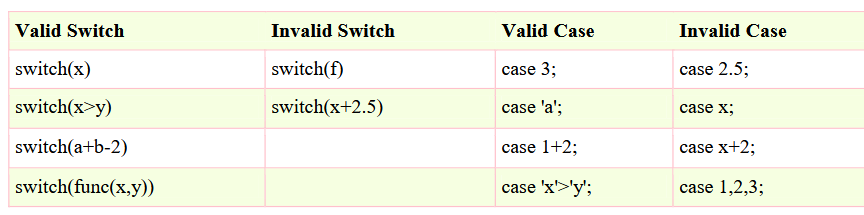 Valid Switch Invalid Switch Valid Case Invalid Case
switch(x) switch(f) case 3; case 2.5;
switch(x>y) switch(x+2.5) case 'a'; case x;
switch(a+b-2) case 1+2; case x+2;
switch(func(x,y)) case 'x'>'y'; case 1,2,3;